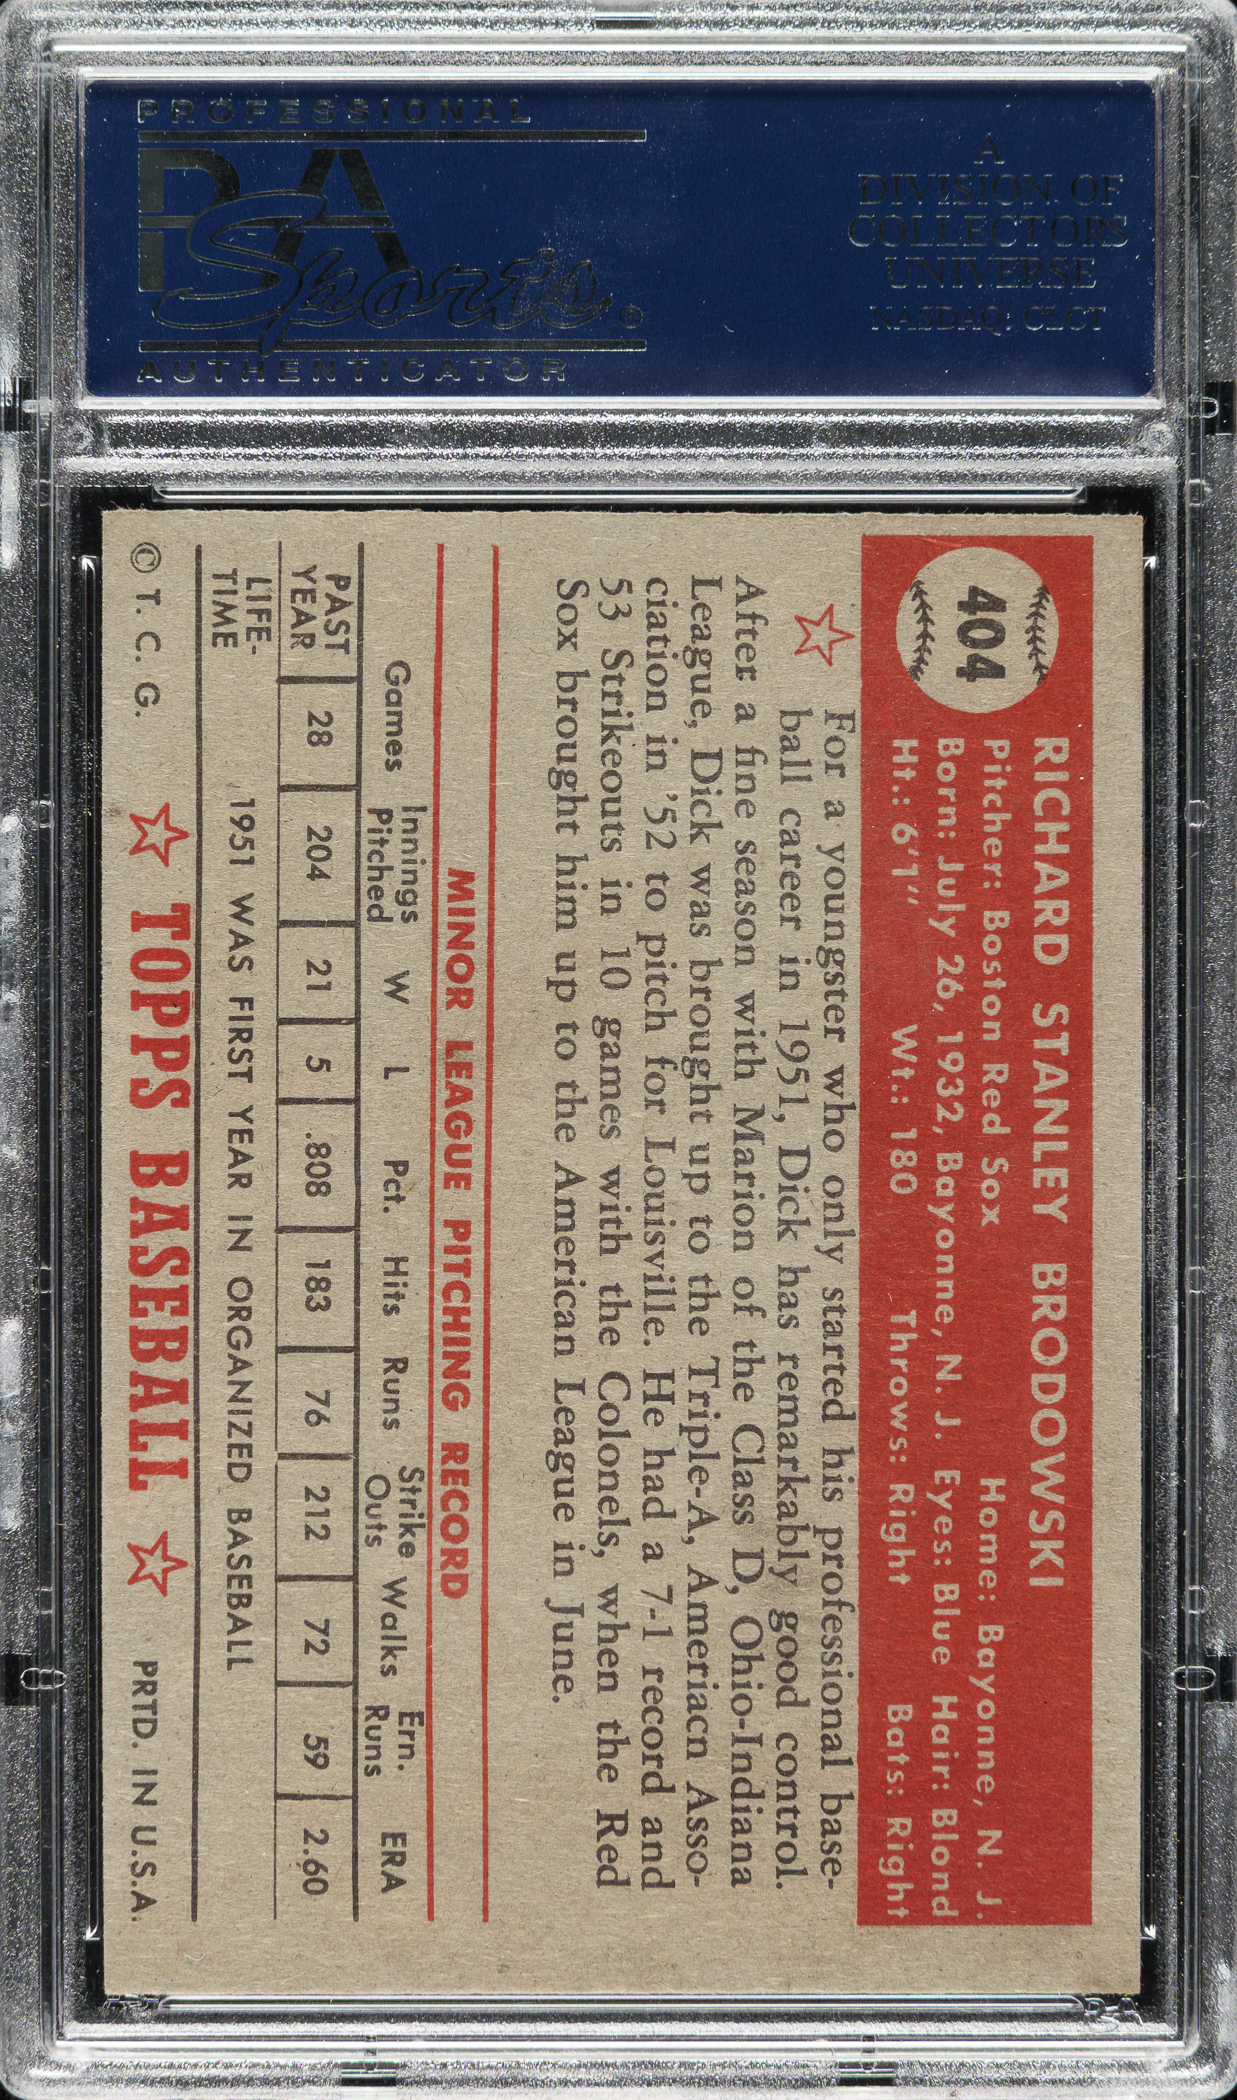 PROFESSIONAL
PSA
Sports®
AUTHENTICATOR
A
DIVISION OF
COLLECTORS
UNIVERSE
NASDAQ: CLCT
404
RICHARD STANLEY BRODOWSKI
Pitcher: Boston Red Sox Home: Bayonne, N. J.
Born: July 26, 1932, Bayonne, N. J. Eyes: Blue Hair: Blond
Ht.: 6'1" Wt.: 180 Throws: Right Bats: Right
For a youngster who only started his professional base-
ball career in 1951, Dick has remarkably good control.
After a fine season with Marion of the Class D, Ohio-Indiana
League, Dick was brought up to the Triple-A, Ameriacn Asso-
ciation in '52 to pitch for Louisville. He had a 7-1 record and
53 Strikeouts in 10 games with the Colonels, when the Red
Sox brought him up to the American League in June.
MINOR LEAGUE PITCHING RECORD
Games Innings Pitched W L Pct. Hits Runs Strike Outs Walks Ern. Runs ERA
PAST YEAR 28 204 21 5 .808 183 76 212 72 59 2.60
LIFE-TIME 1951 WAS FIRST YEAR IN ORGANIZED BASEBALL
© T. C. G. TOPPS BASEBALL PRTD. IN U.S.A.
PSA